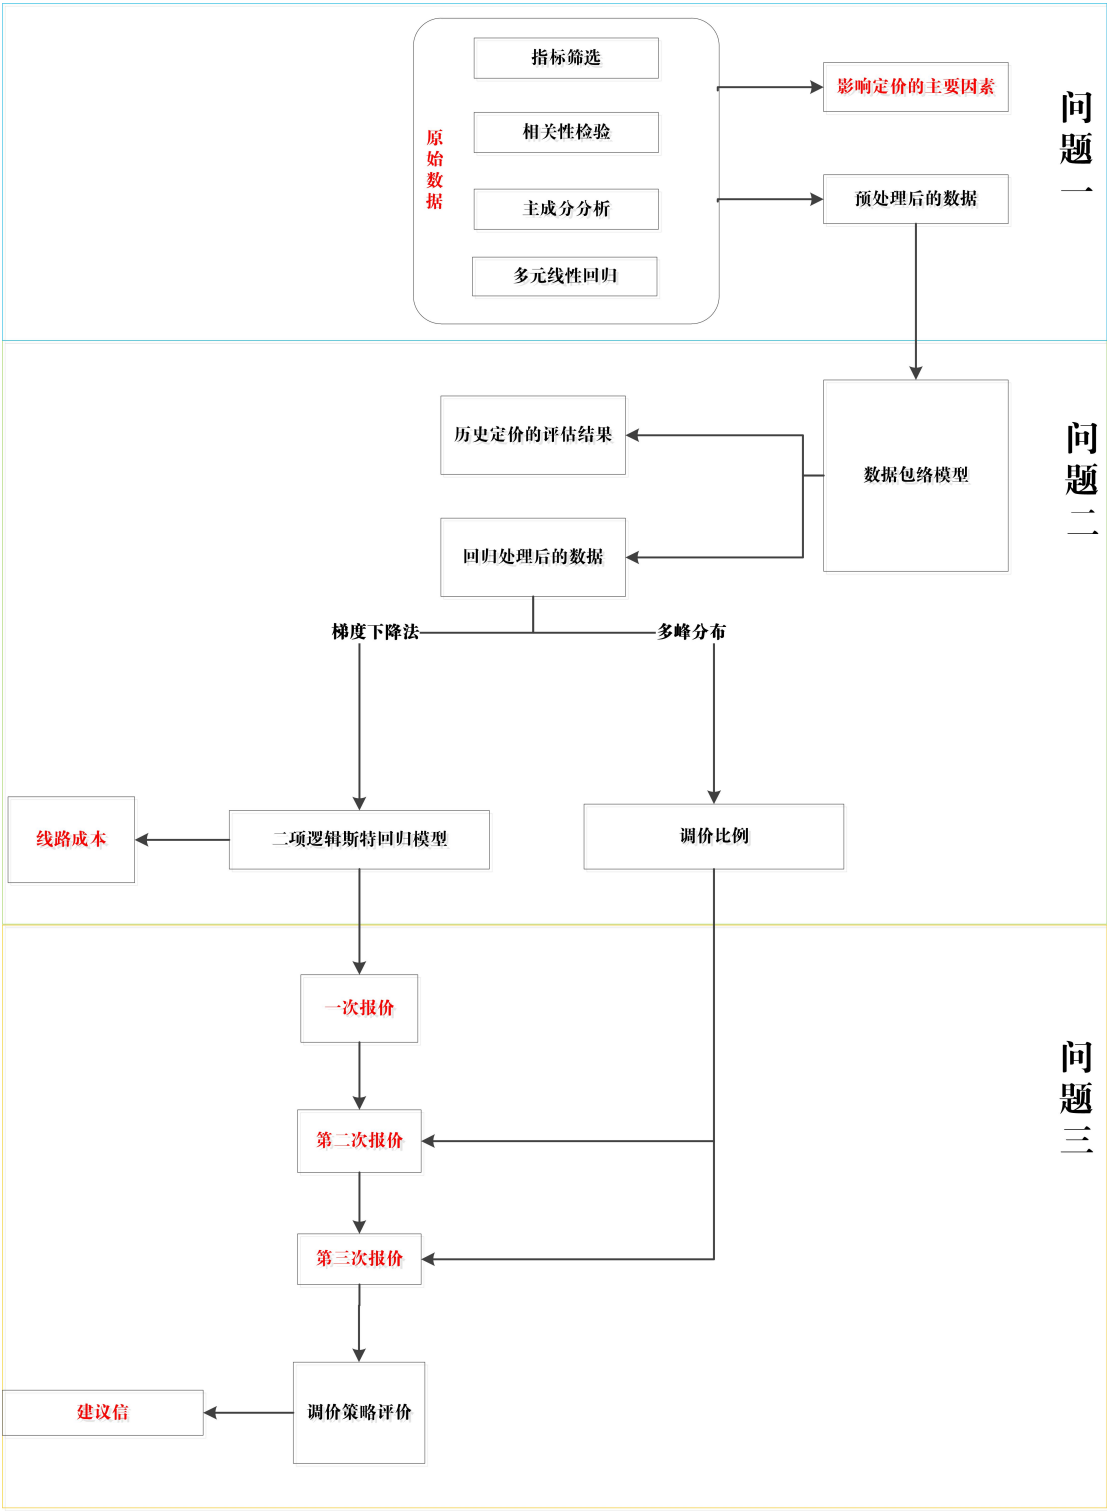 指标筛选
影响定价的主要因素
相关性检验
原始数据
主成分分析
预处理后的数据
多元线性回归
问题一
历史定价的评估结果
数据包络模型
回归处理后的数据
问题二
梯度下降法
多峰分布
线路成本
二项逻辑斯特回归模型
调价比例
一次报价
问题三
第二次报价
第三次报价
建议信
调价策略评价